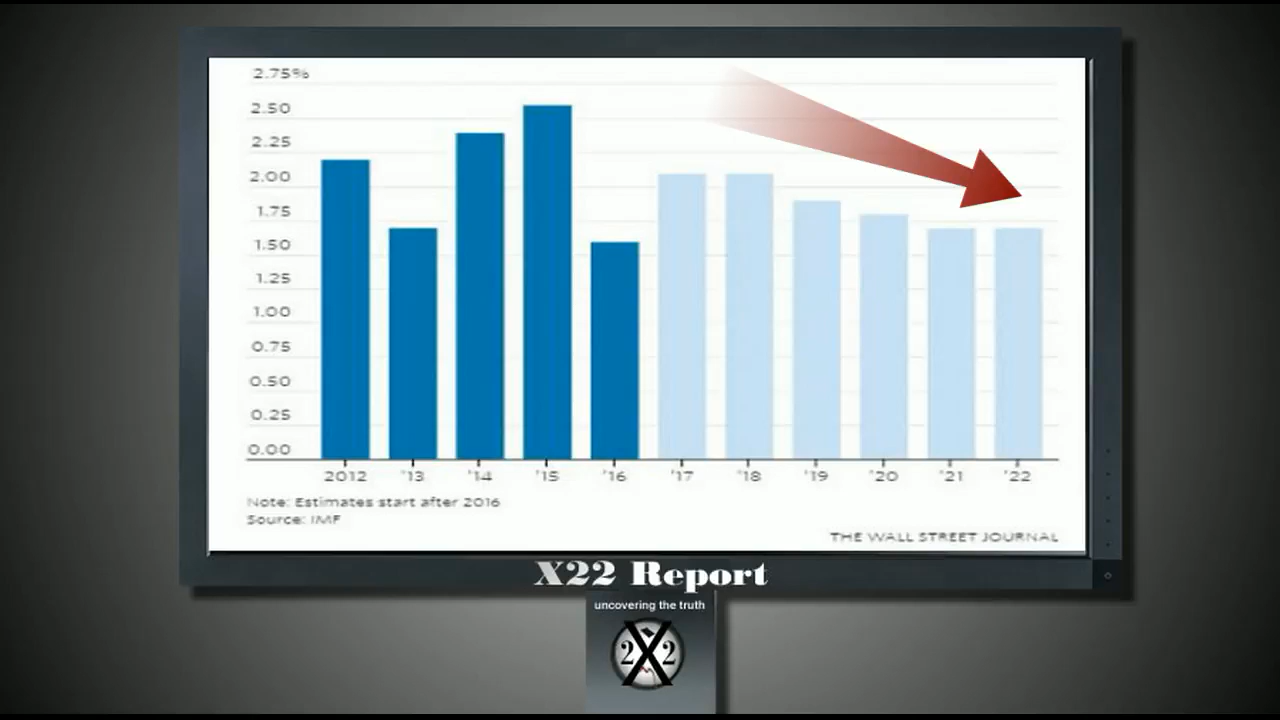 2.75%
2.50
2.25
2.00
1.75
1.50
1.25
1.00
0.75
0.50
0.25
0.00
2012 '13 '14 '15 '16 '17 '18 '19 '20 '21 '22
Note: Estimates start after 2016
Source: IMF
THE WALL STREET JOURNAL
X22 Report
uncovering the truth
2X2